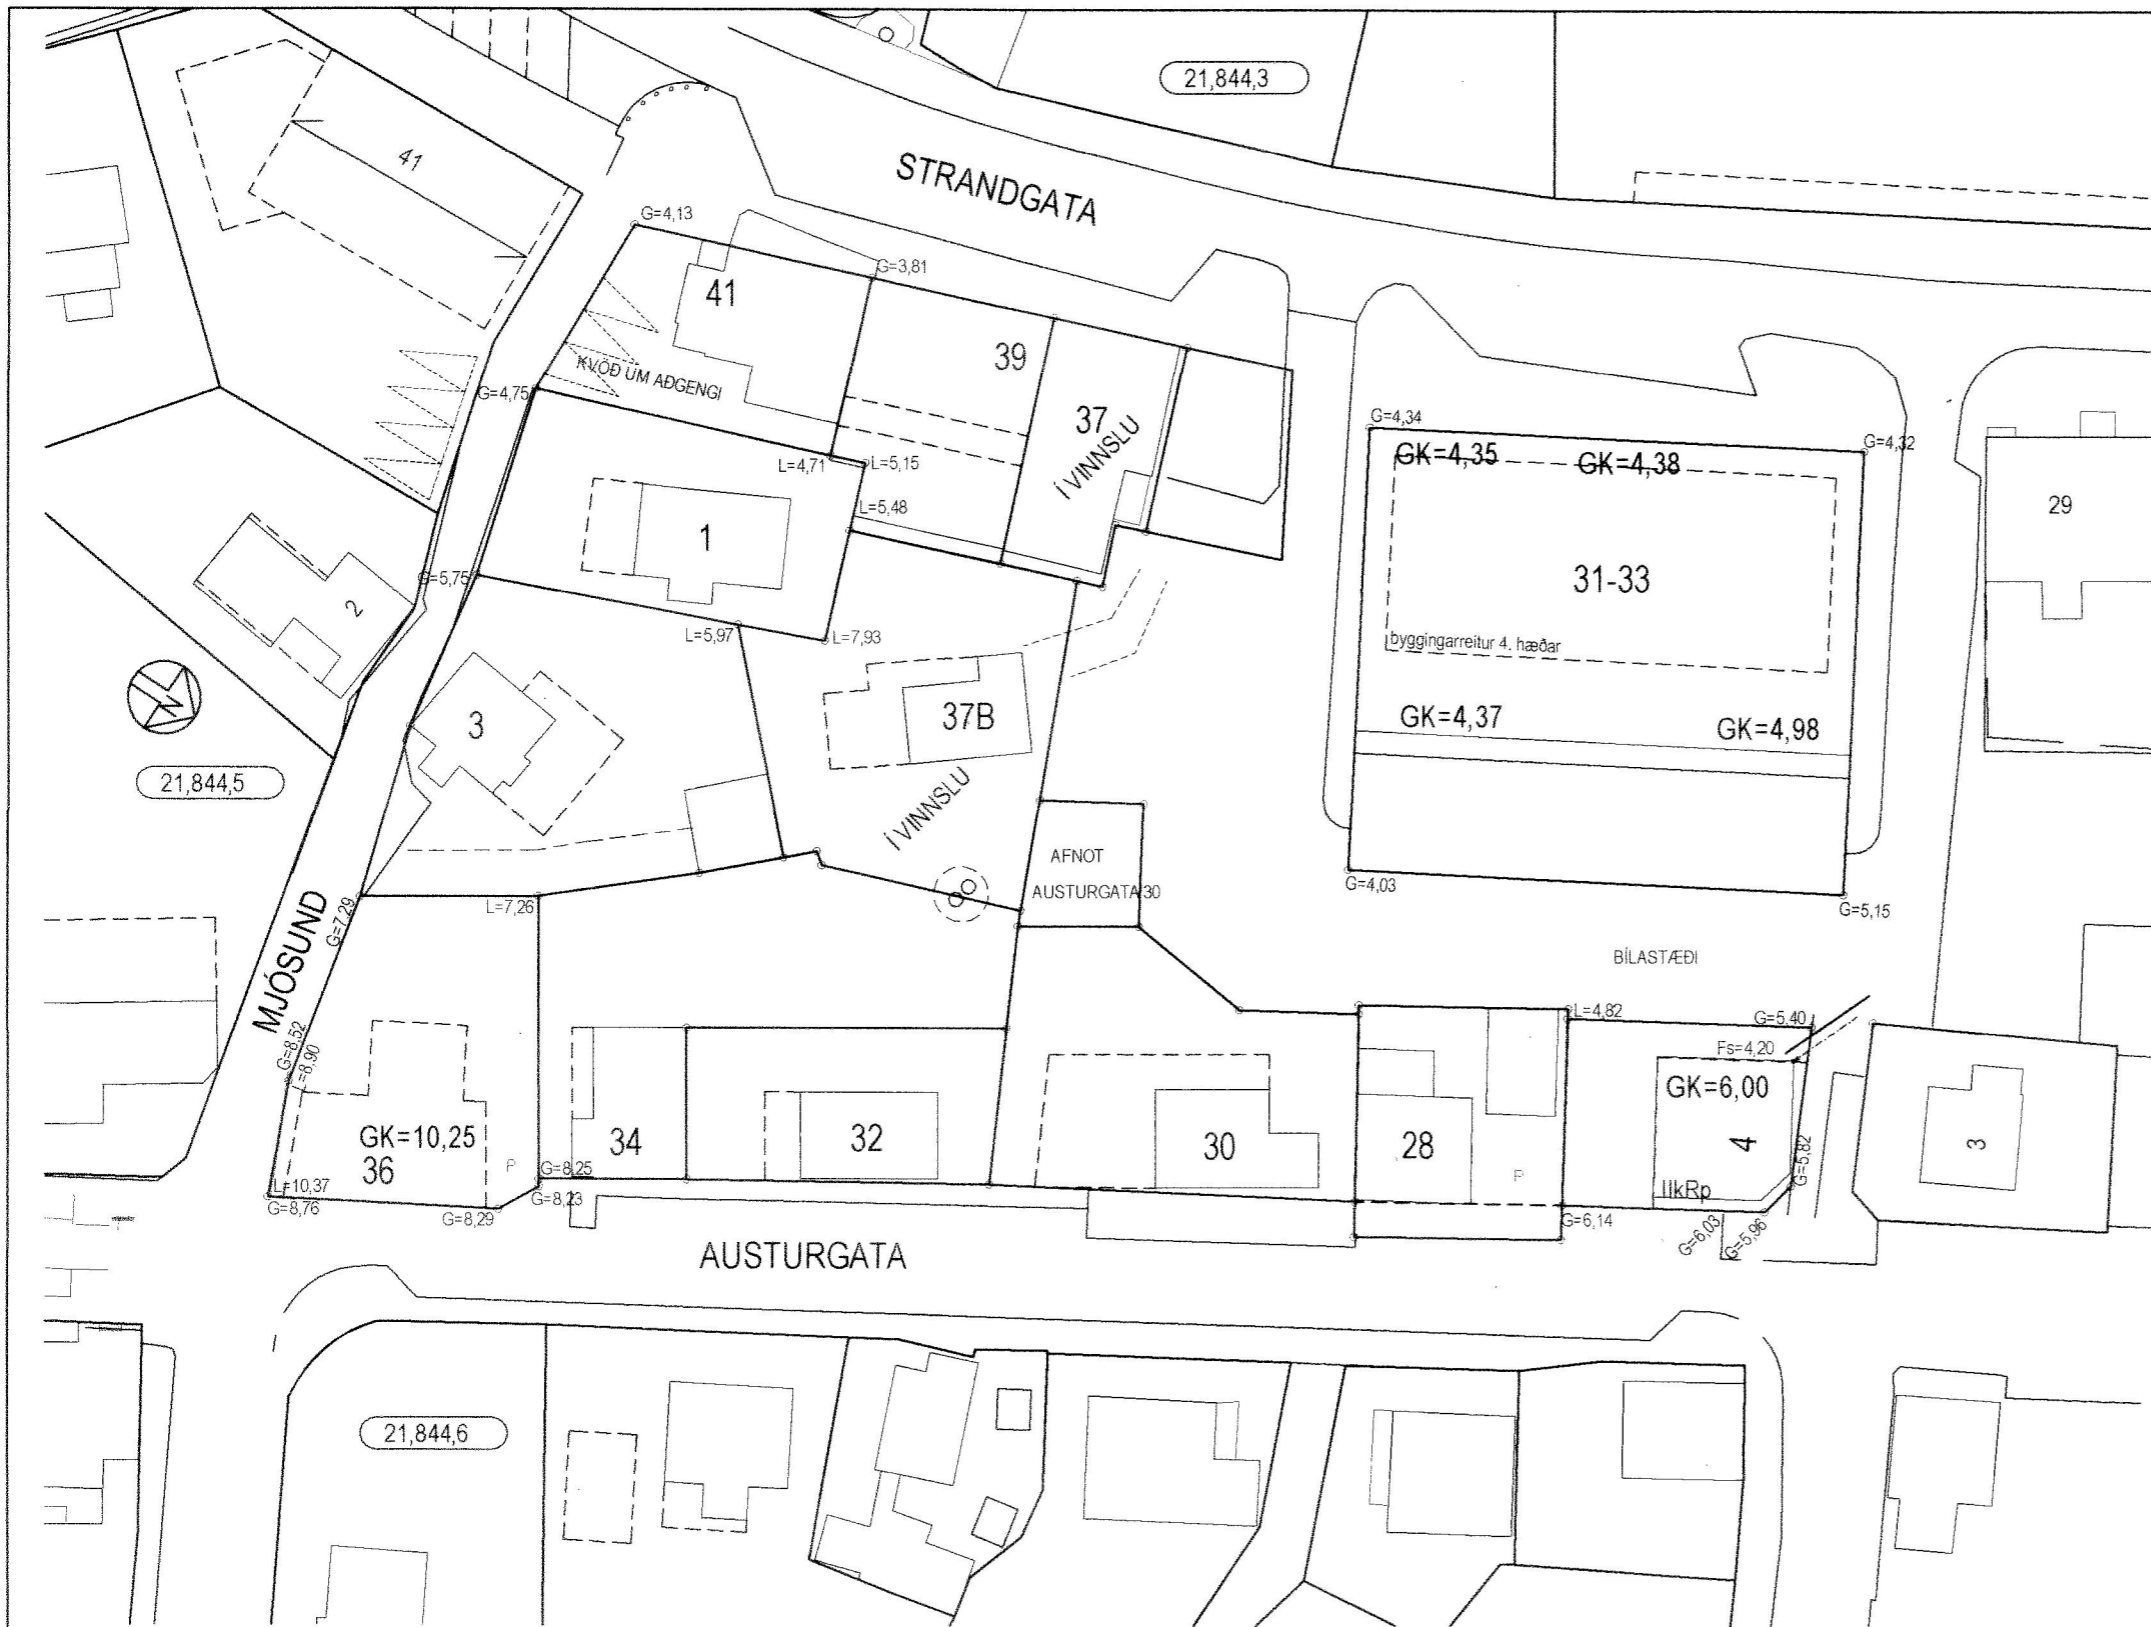 21,844,3
STRANDGATA
41
G=4,13
G=3,81
41
39
KVÖÐ UM AÐGENGI
G=4,75
37
Í VINNSLU
G=4,34
G=4,32
GK=4,35
GK=4,38
L=4,71
L=5,15
L=5,48
29
1
31-33
G=5,75
2
L=5,97
L=7,93
byggingarreitur 4. hæðar
3
37B
GK=4,37
GK=4,98
21,844,5
Í VINNSLU
AFNOT
AUSTURGATA 30
G=4,03
L=7,26
G=5,15
G=7,29
MJÓSUND
BÍLASTÆÐI
L=4,82
G=5,40
G=8,52
L=8,90
Fs=4,20
GK=6,00
GK=10,25
36
P
34
32
30
28
P
4
3
G=5,82
G=8,25
L=10,37
G=8,76
G=8,29
G=8,23
IIkRp
G=6,14
G=6,03
G=5,96
AUSTURGATA
21,844,6